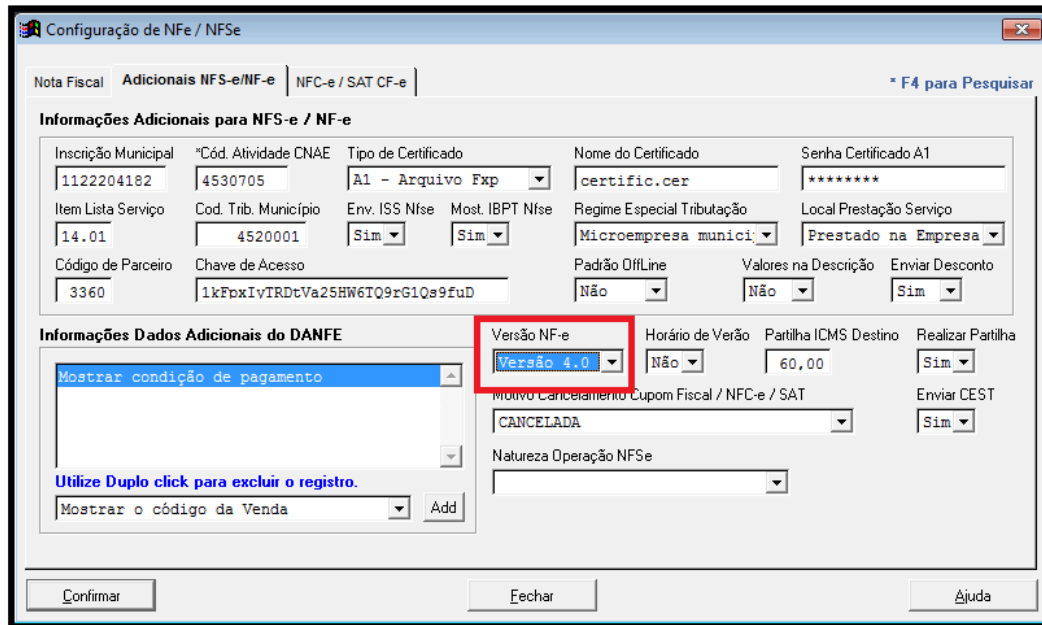 Configuração de NFe / NFSe
Nota Fiscal Adicionais NFS-e/NF-e NFC-e / SAT CF-e * F4 para Pesquisar
Informações Adicionais para NFS-e / NF-e
Inscrição Municipal *Cód. Atividade CNAE Tipo de Certificado Nome do Certificado Senha Certificado A1
1122204182 4530705 A1 - Arquivo Fxp certific.cer ********
Item Lista Serviço Cod. Trib. Município Env. ISS Nfse Most. IBPT Nfse Regime Especial Tributação Local Prestação Serviço
14.01 4520001 Sim Sim Microempresa munici Prestado na Empresa
Código de Parceiro Chave de Acesso Padrão OffLine Valores na Descrição Enviar Desconto
3360 1kFpxIyTRDtVa25HW6TQ9rG1Qs9fuD Não Não Sim
Informações Dados Adicionais do DANFE Versão NF-e Horário de Verão Partilha ICMS Destino Realizar Partilha
Mostrar condição de pagamento Versão 4.0 Não 60,00 Sim
Motivo Cancelamento Cupom Fiscal / NFC-e / SAT Enviar CEST
CANCELADA Sim
Natureza Operação NFSe
Utilize Duplo click para excluir o registro.
Mostrar o código da Venda Add
Confirmar Fechar Ajuda